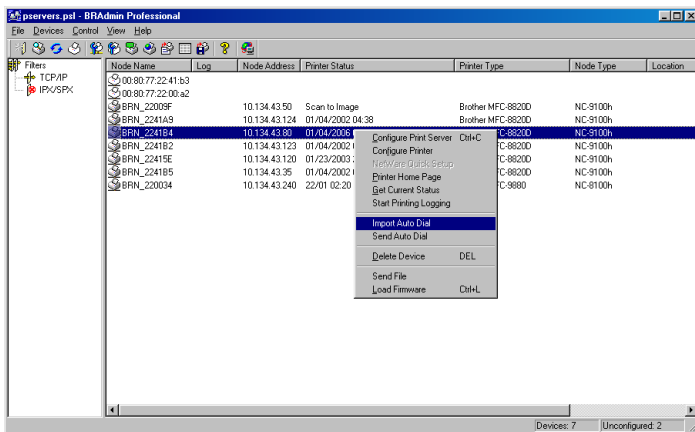 pservers.psl - BRAdmin Professional
File Devices Control View Help
Filters
TCP/IP
IPX/SPX
Node Name Log Node Address Printer Status Printer Type Node Type Location
00:80:77:22:41:b3
00:80:77:22:00:a2
BRN_22009F 10.134.43.50 Scan to Image Brother MFC-8820D NC-9100h
BRN_2241A9 10.134.43.124 01/04/2002 04:38 Brother MFC-8820D NC-9100h
BRN_2241B4 10.134.43.80 01/04/2006 FC-8820D NC-9100h
BRN_2241B2 10.134.43.123 01/04/2002 FC-8820D NC-9100h
BRN_22415E 10.134.43.120 01/23/2003 FC-8820D NC-9100h
BRN_2241B5 10.134.43.35 01/04/2002 FC-8820D NC-9100h
BRN_220034 10.134.43.240 22/01 02:20 FC-9880 NC-8100h
Configure Print Server Ctrl+C
Configure Printer
NetWare Quick Setup
Printer Home Page
Get Current Status
Start Printing Logging
Import Auto Dial
Send Auto Dial
Delete Device DEL
Send File
Load Firmware Ctrl+L
Devices: 7 Unconfigured: 2